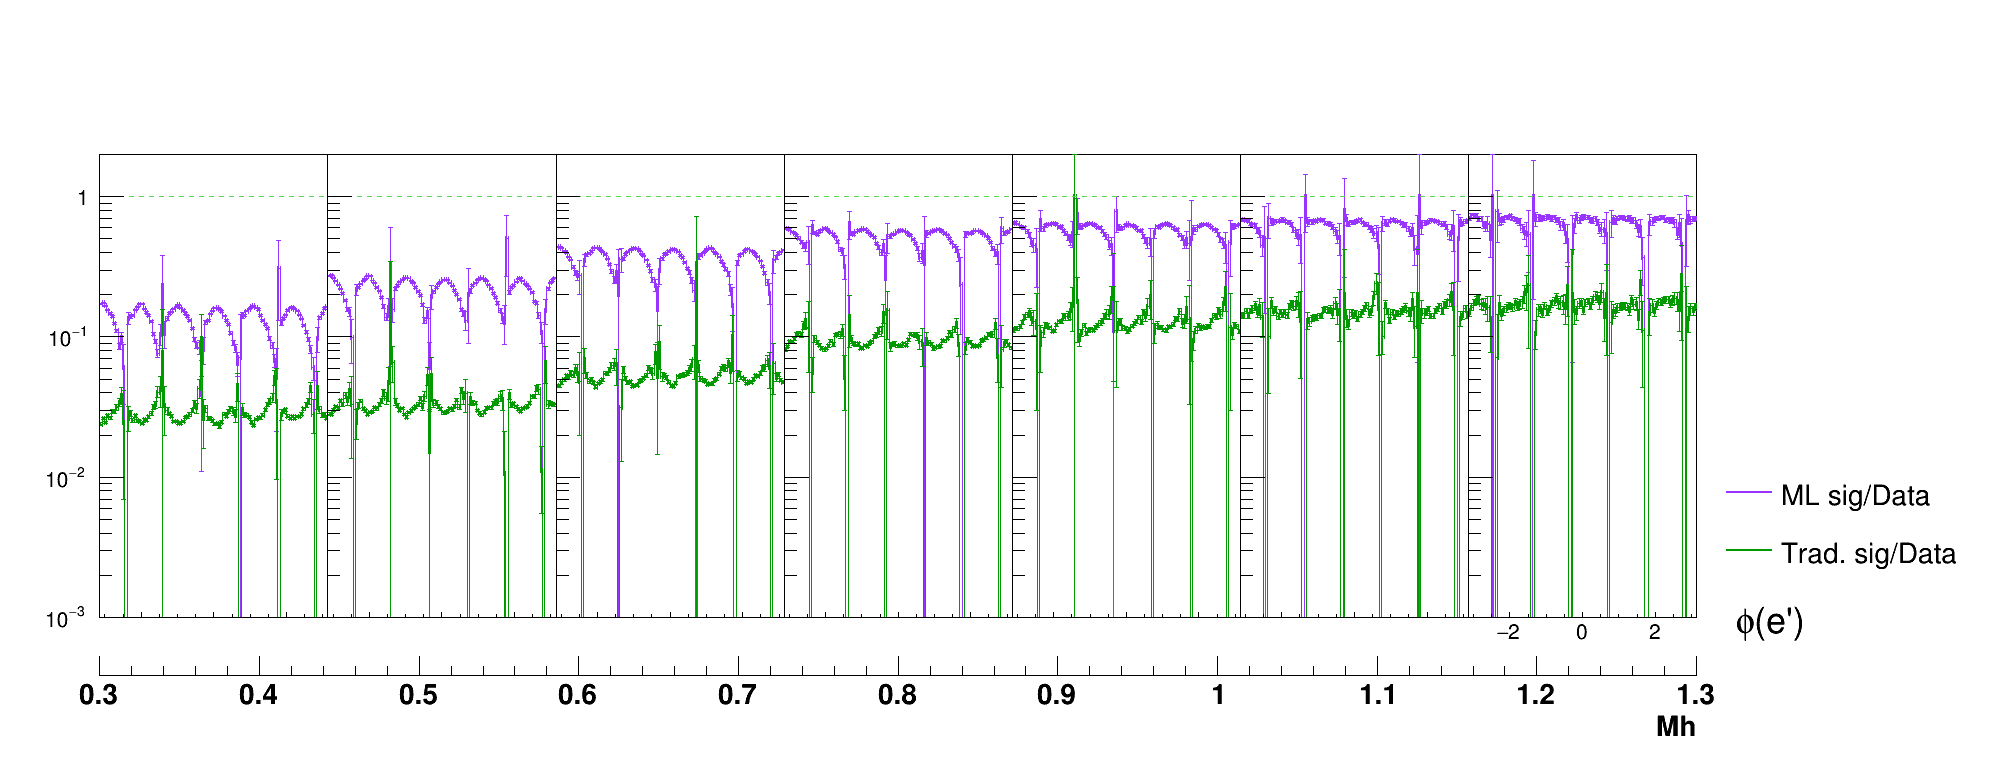 1
10⁻¹
10⁻²
10⁻³
ML sig/Data
Trad. sig/Data
ϕ(e')
−2 0 2
0.3 0.4 0.5 0.6 0.7 0.8 0.9 1 1.1 1.2 1.3
Mh